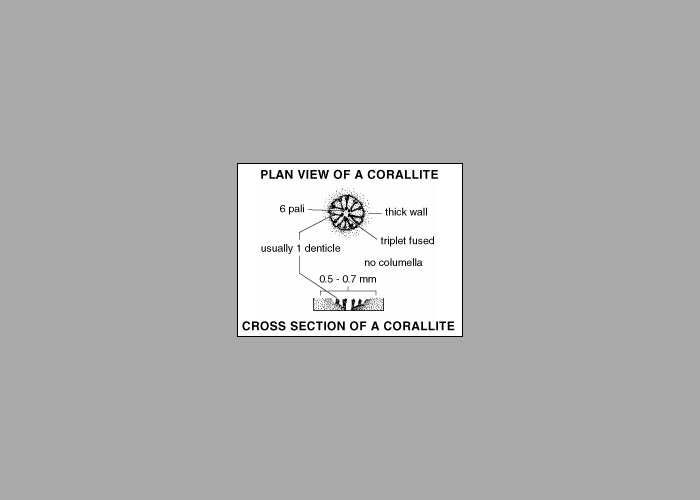 PLAN VIEW OF A CORALLITE
6 pali
thick wall
triplet fused
usually 1 denticle
no columella
0.5 - 0.7 mm
CROSS SECTION OF A CORALLITE